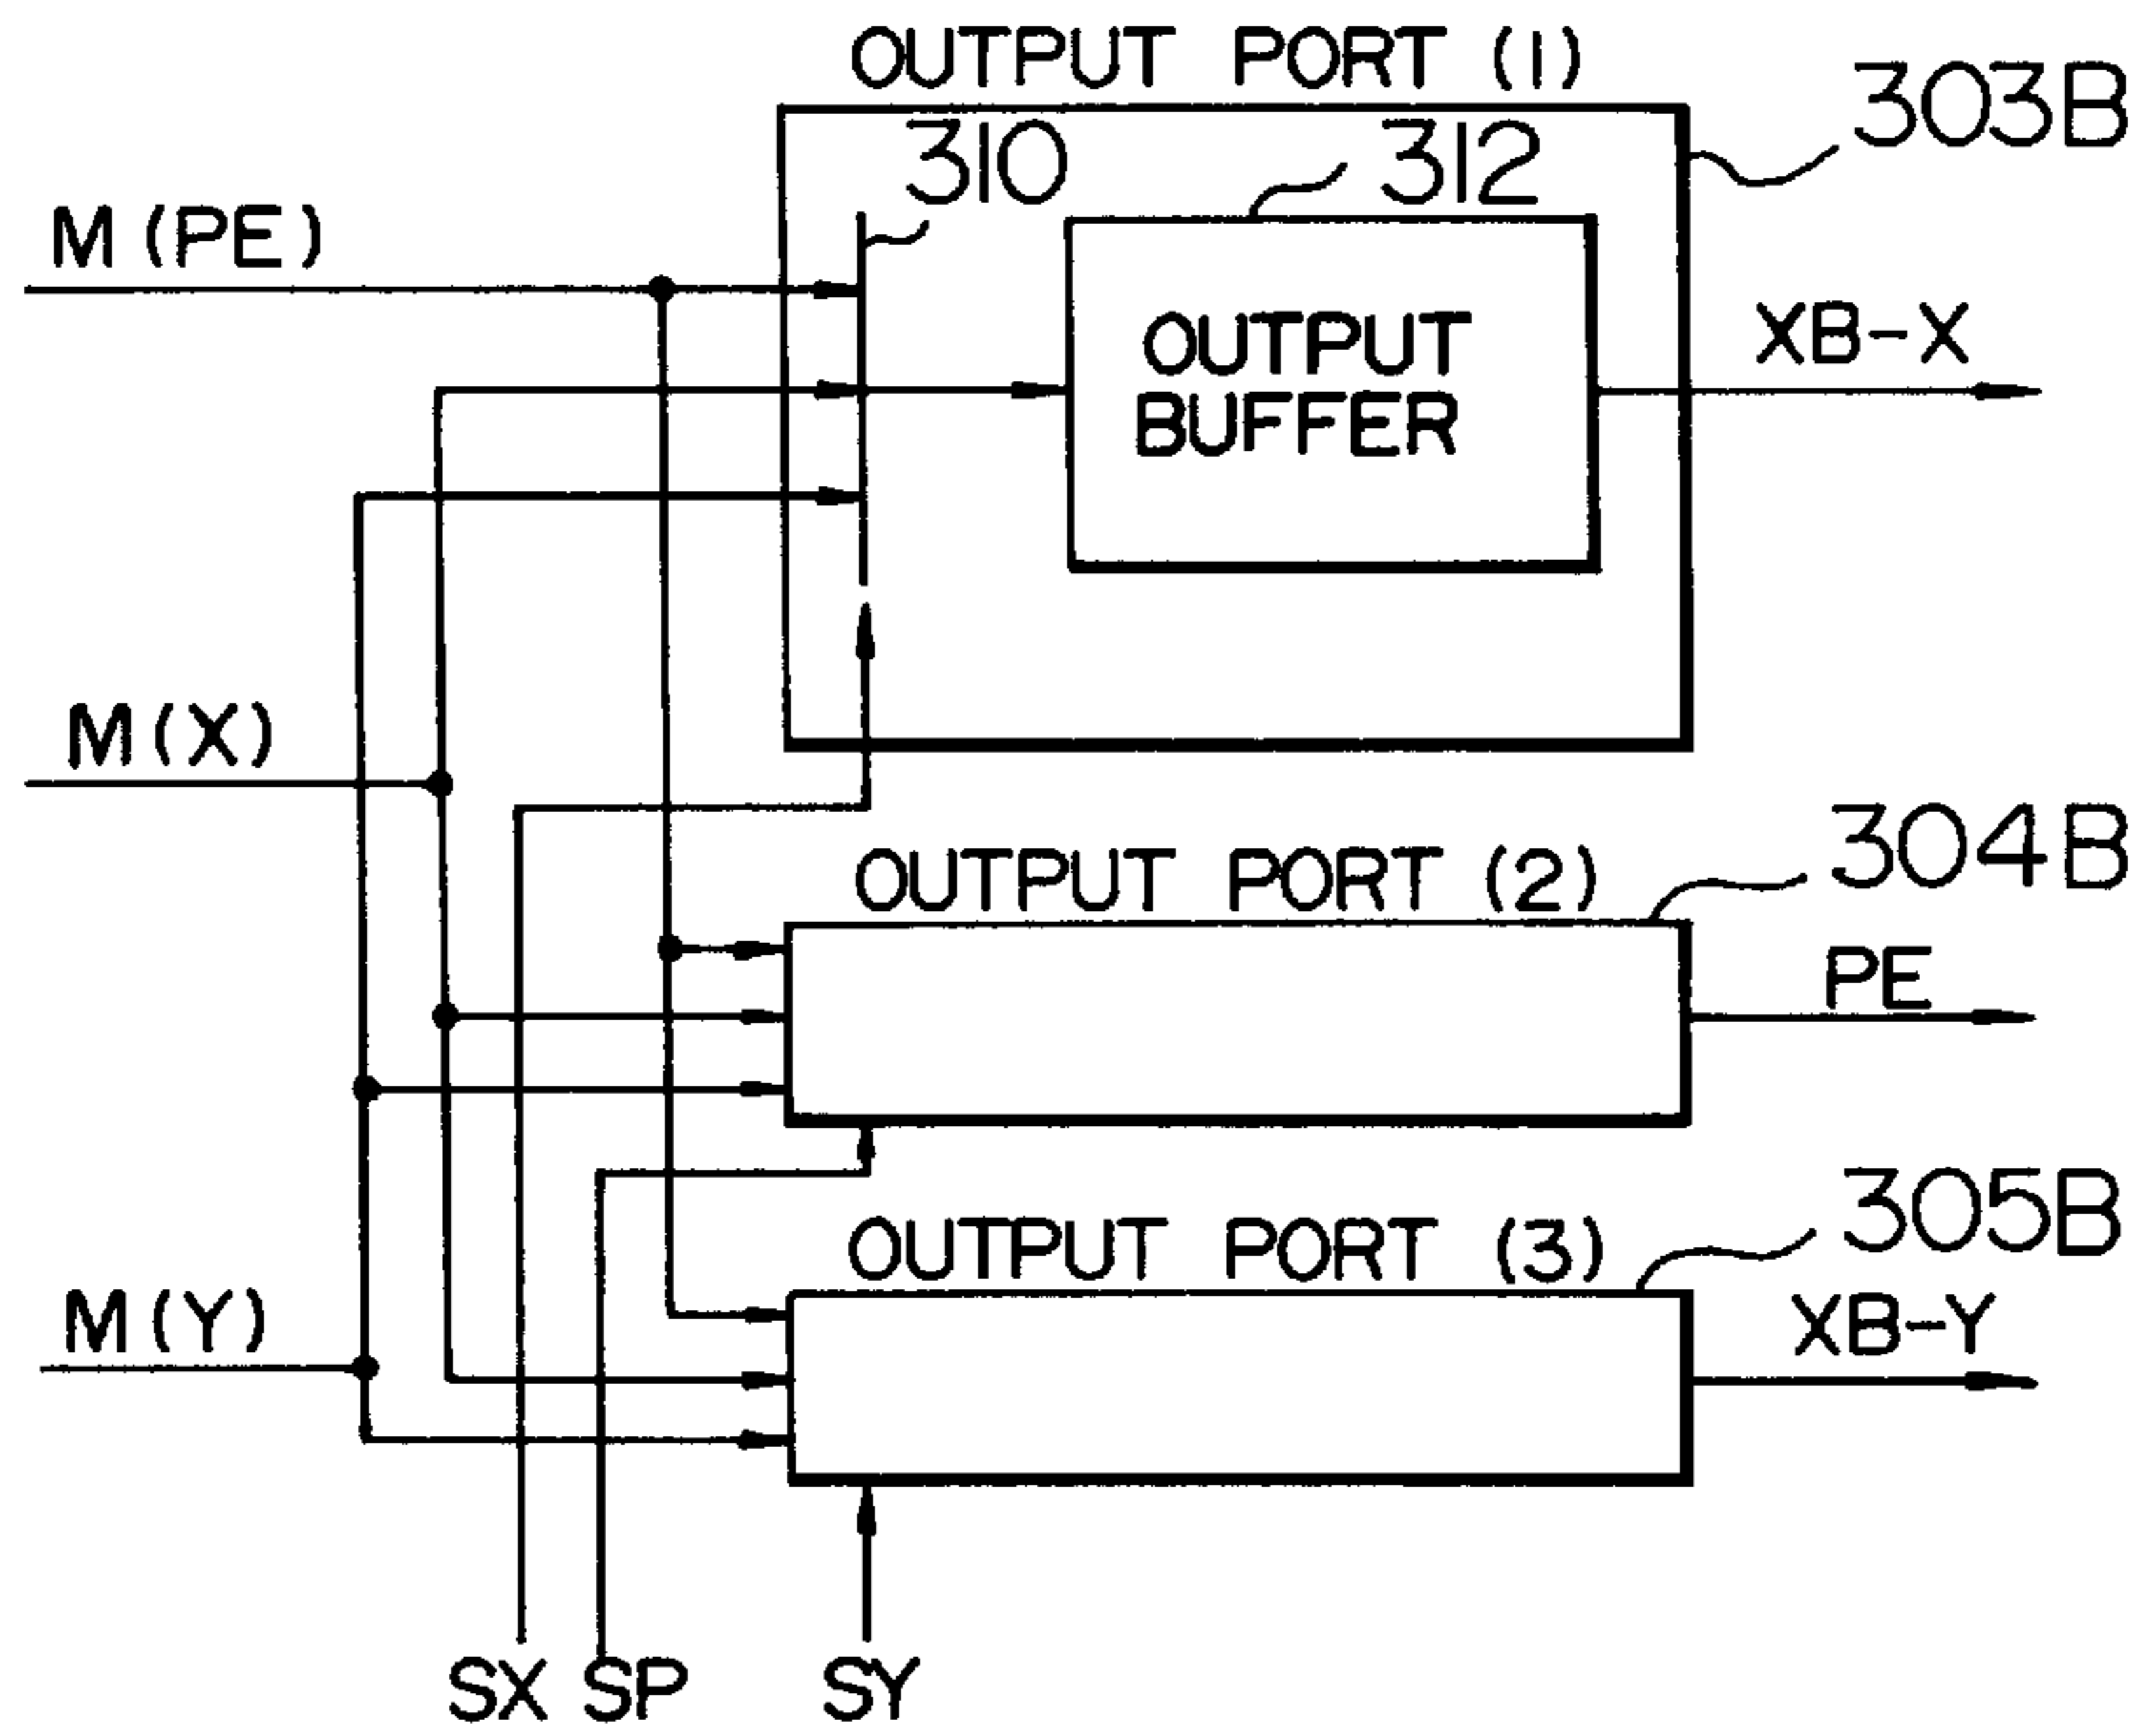 OUTPUT PORT (1)
303B
310
312
M (PE)
OUTPUT
BUFFER
XB-X
M (X)
304B
OUTPUT PORT (2)
PE
305B
OUTPUT PORT (3)
M (Y)
XB-Y
SX SP SY